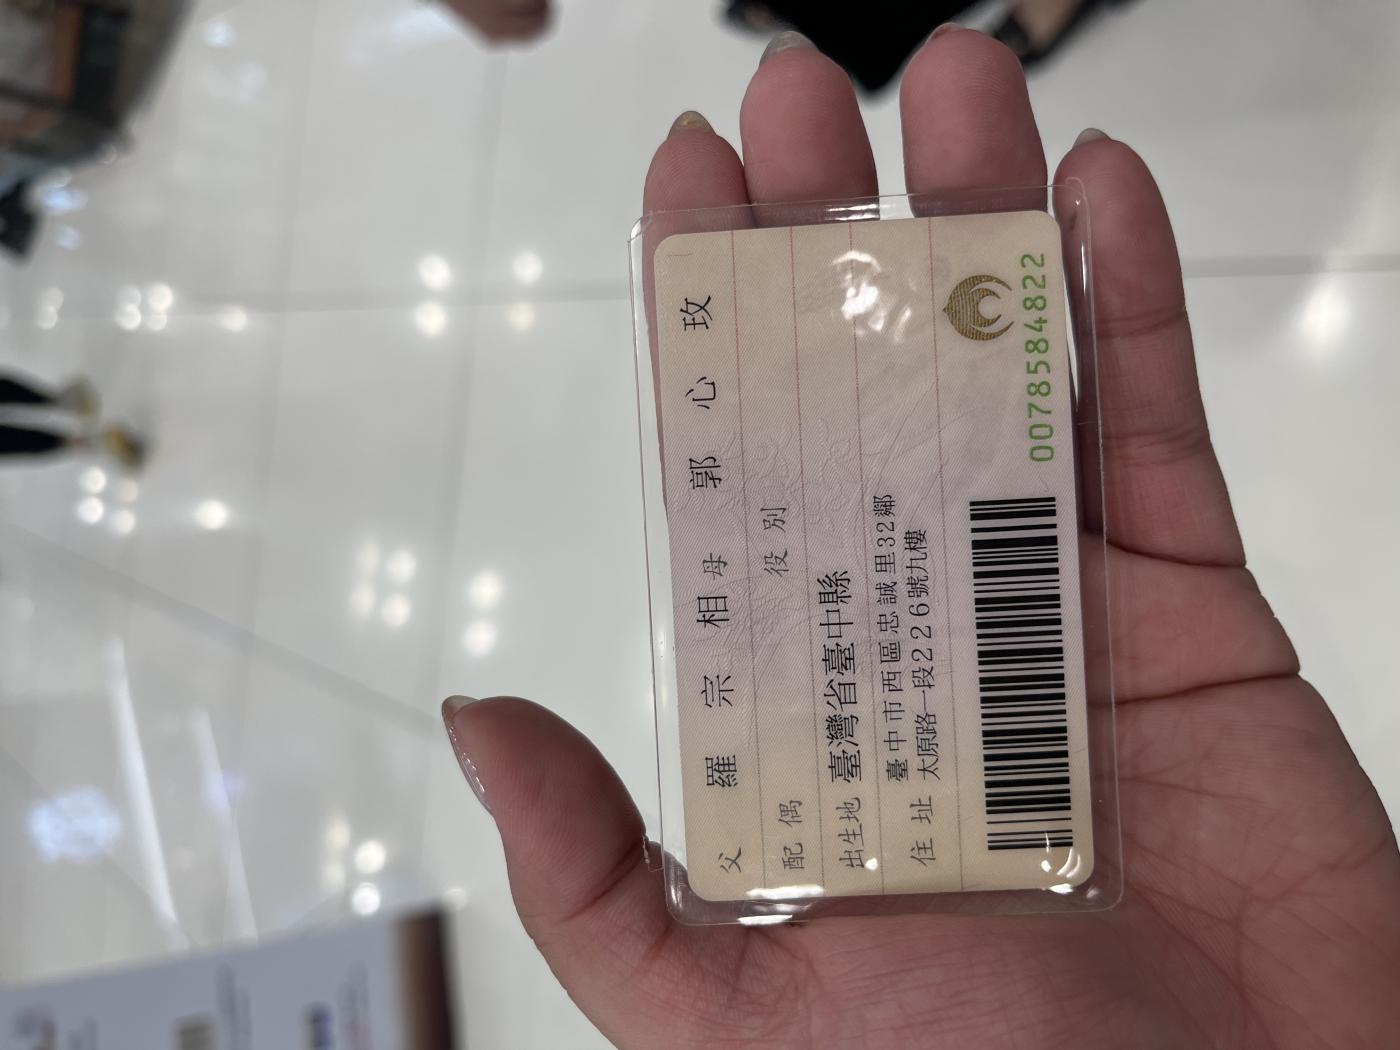 父 羅宗相 母 郭心玫
配偶 役別
出生地 臺灣省臺中縣
住址 臺中市西區忠誠里32鄰
太原路一段226號九樓
0078584822